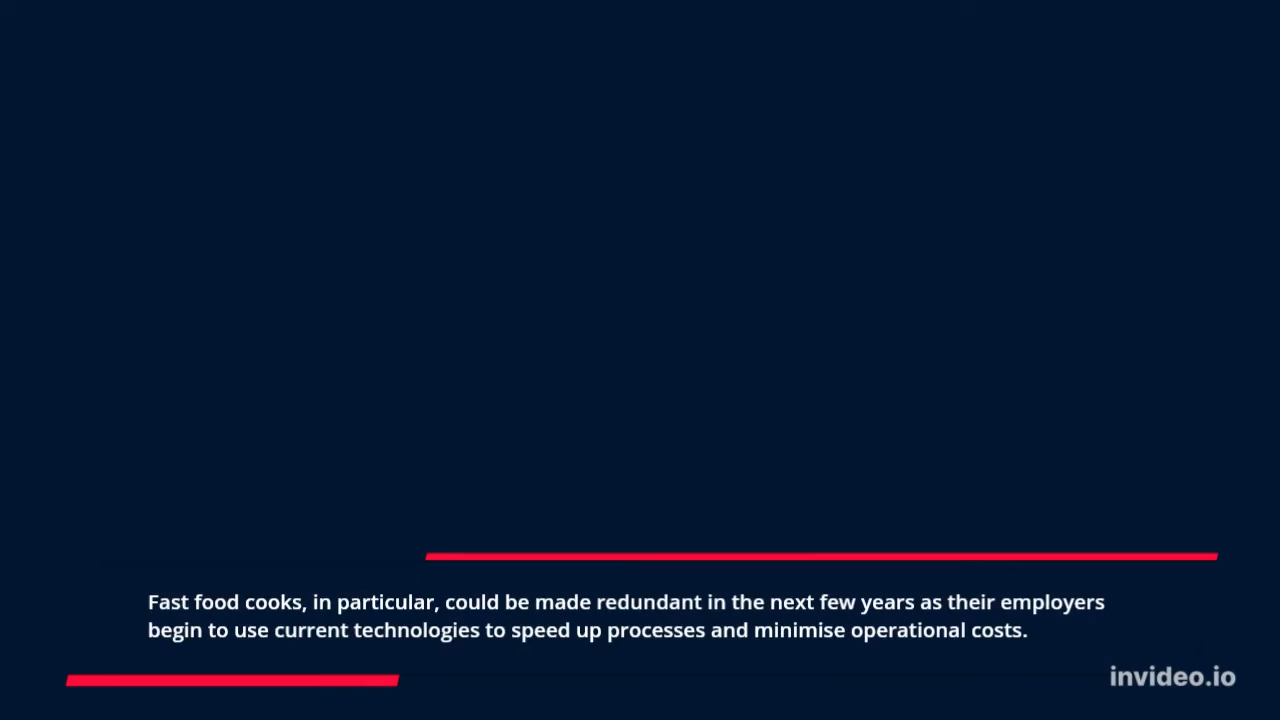 Fast food cooks, in particular, could be made redundant in the next few years as their employers
begin to use current technologies to speed up processes and minimise operational costs.
invideo.io